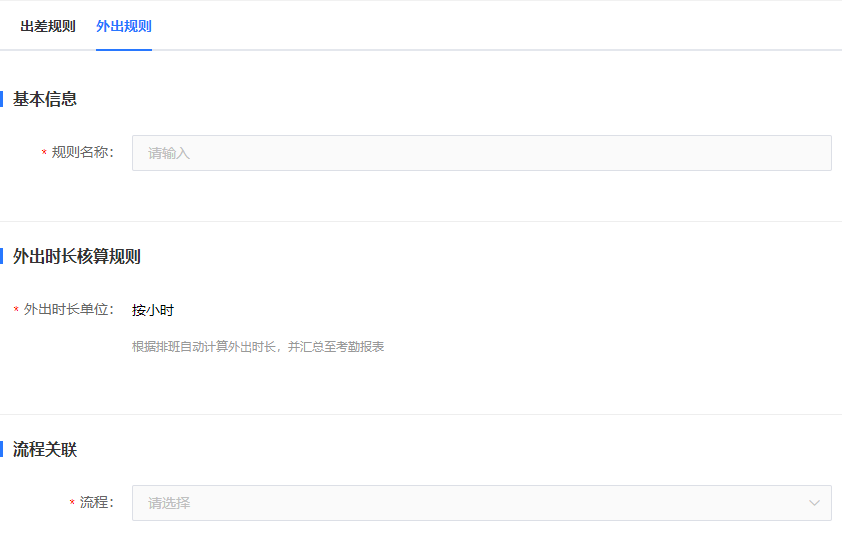 出差规则 外出规则
基本信息
* 规则名称： 请输入
外出时长核算规则
* 外出时长单位： 按小时
根据排班自动计算外出时长，并汇总至考勤报表
流程关联
* 流程： 请选择